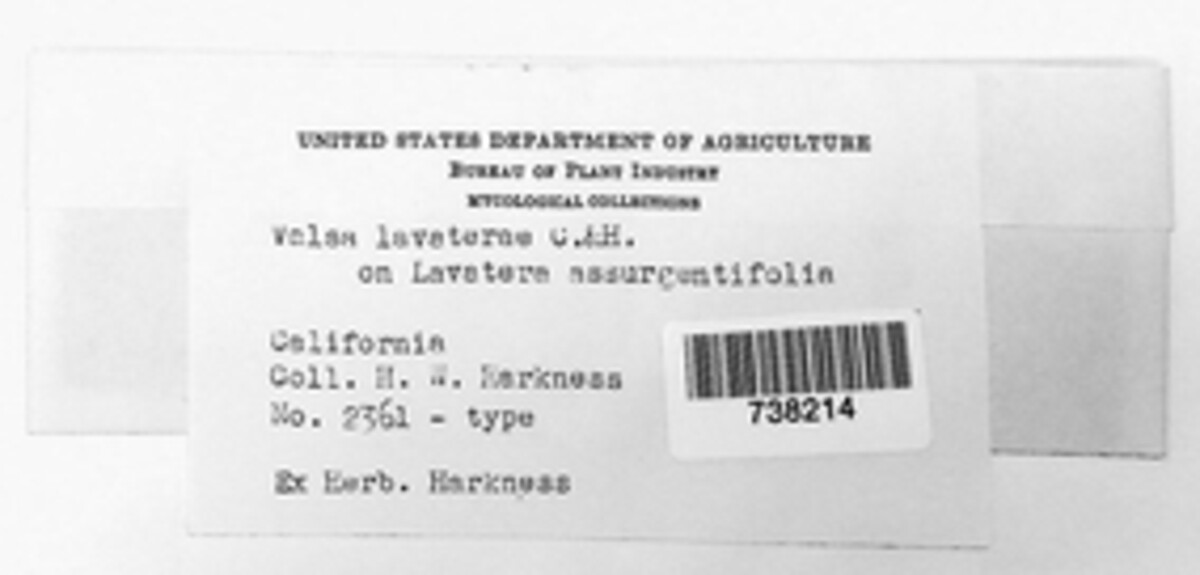 UNITED STATES DEPARTMENT OF AGRICULTURE
BUREAU OF PLANT INDUSTRY
MYCOLOGICAL COLLECTIONS
Valsa lavaterae C.&H.
on Lavatera assurgentifolia
California
Coll. H. W. Harkness
No. 2361 - type
738214
Ex Herb. Harkness